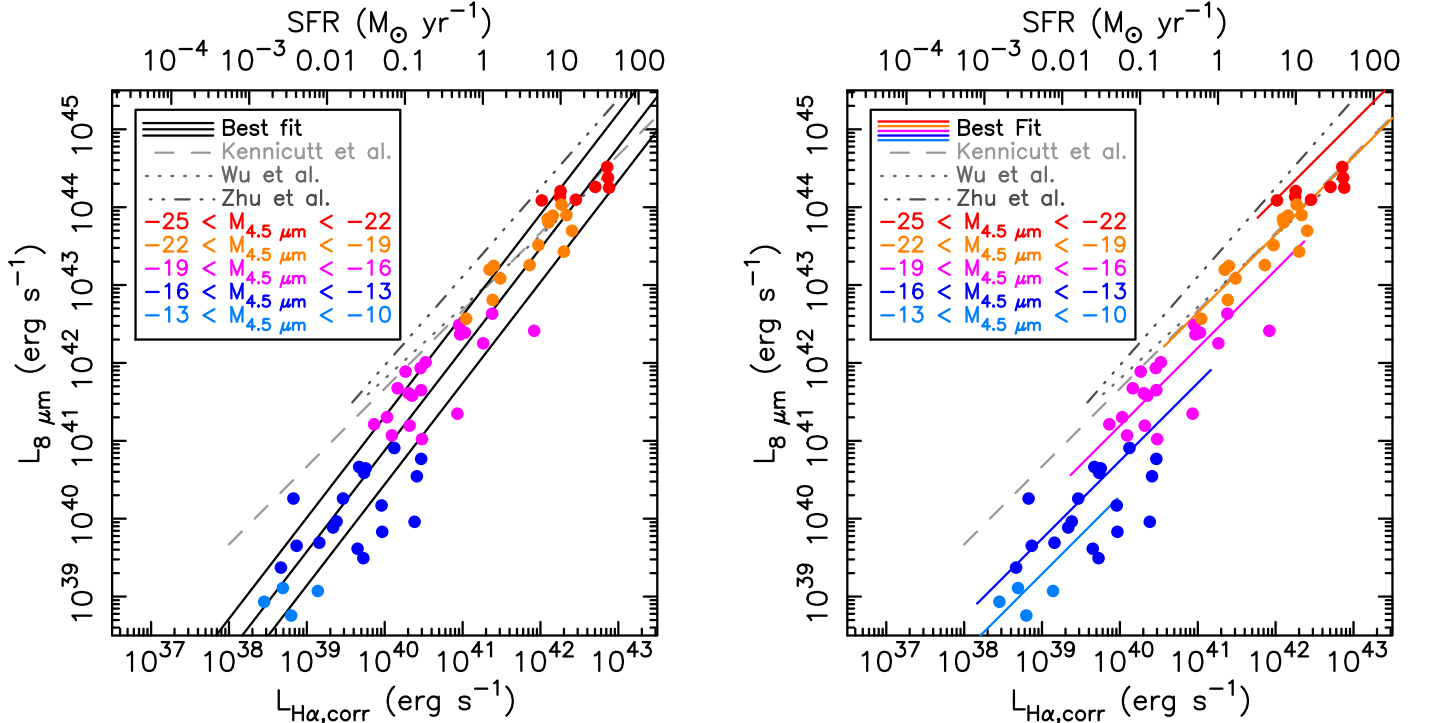 SFR (M⊙ yr⁻¹)
10⁻⁴ 10⁻³ 0.01 0.1 1 10 100
L8 μm (erg s⁻¹)
10⁴⁵
10⁴⁴
10⁴³
10⁴²
10⁴¹
10⁴⁰
10³⁹
Best fit
Kennicutt et al.
Wu et al.
Zhu et al.
−25 < M4.5 μm < −22
−22 < M4.5 μm < −19
−19 < M4.5 μm < −16
−16 < M4.5 μm < −13
−13 < M4.5 μm < −10
10³⁷ 10³⁸ 10³⁹ 10⁴⁰ 10⁴¹ 10⁴² 10⁴³
LHα,corr (erg s⁻¹)
SFR (M⊙ yr⁻¹)
10⁻⁴ 10⁻³ 0.01 0.1 1 10 100
L8 μm (erg s⁻¹)
10⁴⁵
10⁴⁴
10⁴³
10⁴²
10⁴¹
10⁴⁰
10³⁹
Best Fit
Kennicutt et al.
Wu et al.
Zhu et al.
−25 < M4.5 μm < −22
−22 < M4.5 μm < −19
−19 < M4.5 μm < −16
−16 < M4.5 μm < −13
−13 < M4.5 μm < −10
10³⁷ 10³⁸ 10³⁹ 10⁴⁰ 10⁴¹ 10⁴² 10⁴³
LHα,corr (erg s⁻¹)